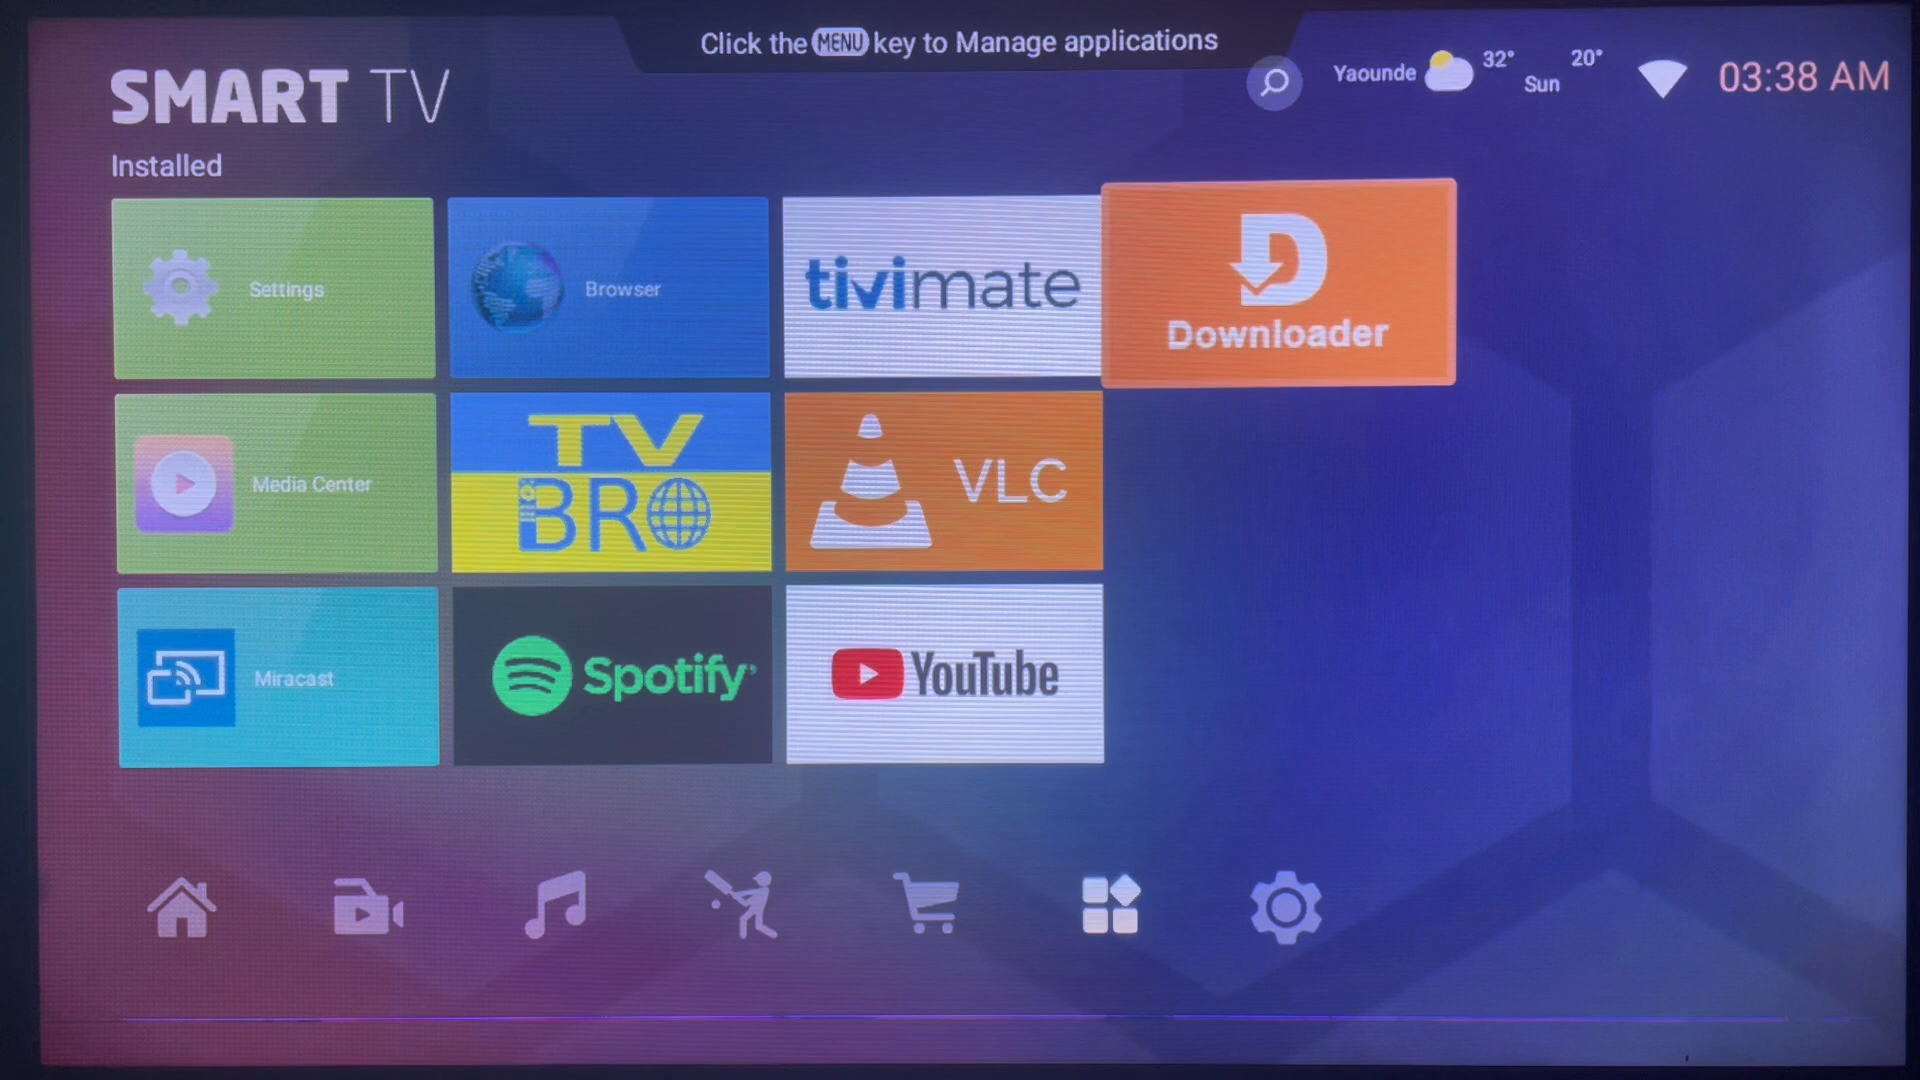 Click the MENU key to Manage applications
SMART TV
Yaounde 32° Sun 20° 03:38 AM
Installed
Settings
Browser
tivimate
D
Downloader
Media Center
TV
BRO
VLC
Miracast
Spotify
YouTube